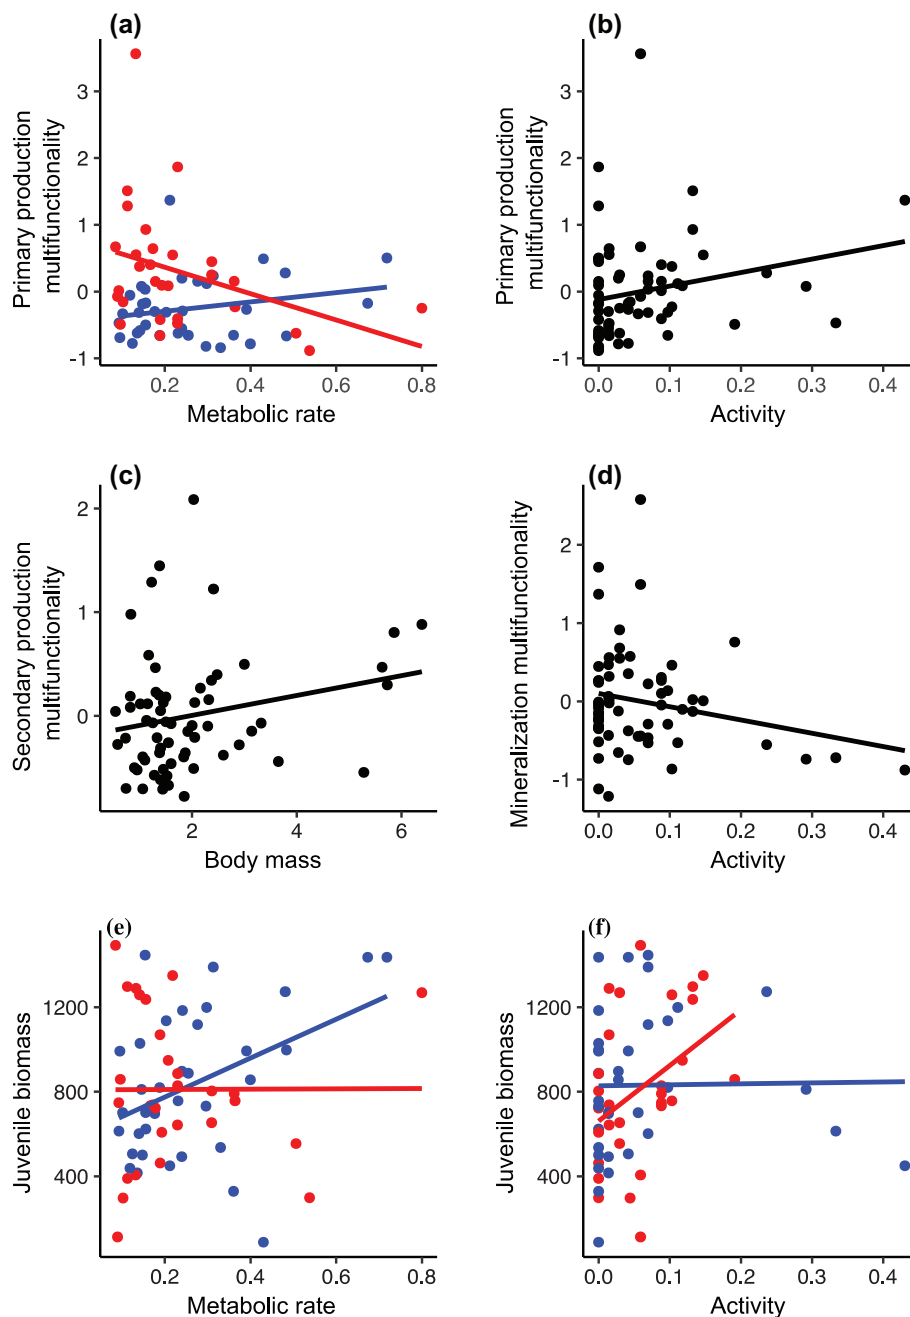 (a)
Primary production
multifunctionality
3
2
1
0
-1
0.2
0.4
0.6
0.8
Metabolic rate
(b)
Primary production
multifunctionality
3
2
1
0
-1
0.0
0.1
0.2
0.3
0.4
Activity
(c)
Secondary production
multifunctionality
2
1
0
2
4
6
Body mass
(d)
Mineralization multifunctionality
2
1
0
-1
0.0
0.1
0.2
0.3
0.4
Activity
(e)
Juvenile biomass
1200
800
400
0.2
0.4
0.6
0.8
Metabolic rate
(f)
Juvenile biomass
1200
800
400
0.0
0.1
0.2
0.3
0.4
Activity